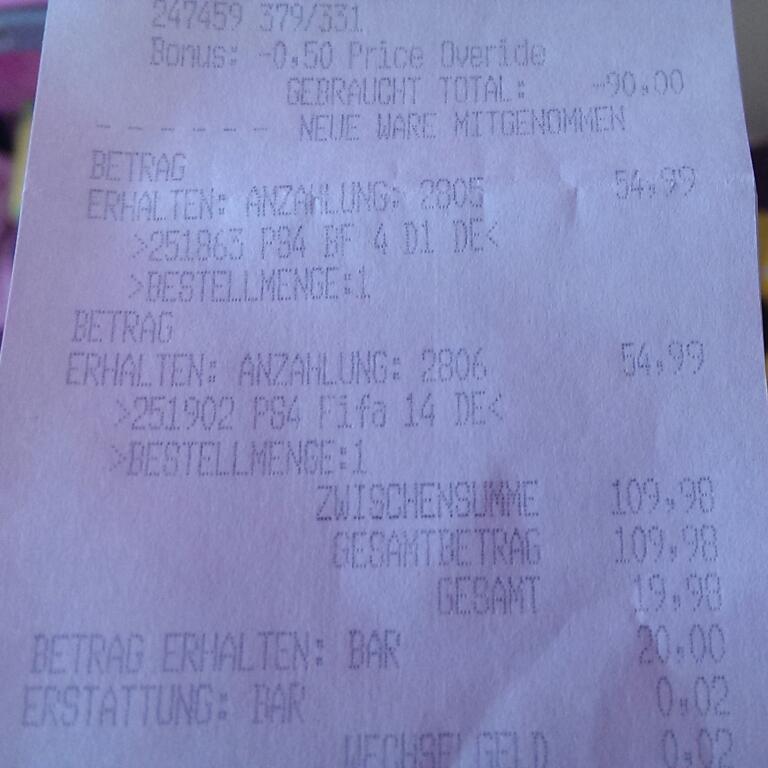 247459 379/331
Bonus: -0,50 Price Overide
GEBRAUCHT TOTAL: -90,00
- - - - - - NEUE WARE MITGENOMMEN
BETRAG
ERHALTEN: ANZAHLUNG: 2805 54,99
>251863 PS4 BF 4 D1 DE<
>BESTELLMENGE:1
BETRAG
ERHALTEN: ANZAHLUNG: 2806 54,99
>251902 PS4 Fifa 14 DE<
>BESTELLMENGE:1
ZWISCHENSUMME 109,98
GESAMTBETRAG 109,98
GESAMT 19,98
BETRAG ERHALTEN: BAR 20,00
ERSTATTUNG: BAR 0,02
WECHSELGELD 0,02